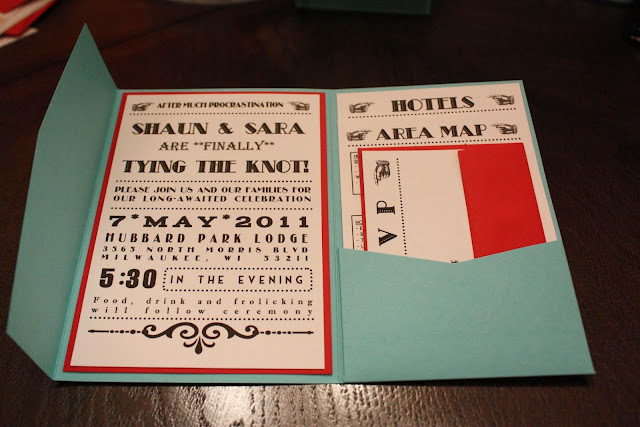 AFTER MUCH PROCRASTINATION
SHAUN & SARA
ARE **FINALLY**
TYING THE KNOT!
PLEASE JOIN US AND OUR FAMILIES FOR
OUR LONG-AWAITED CELEBRATION
7*MAY*2011
HUBBARD PARK LODGE
3565 NORTH MORRIS BLVD
MILWAUKEE, WI 53211
5:30 IN THE EVENING
Food, drink and frolicking
will follow ceremony
HOTELS
AREA MAP
VP